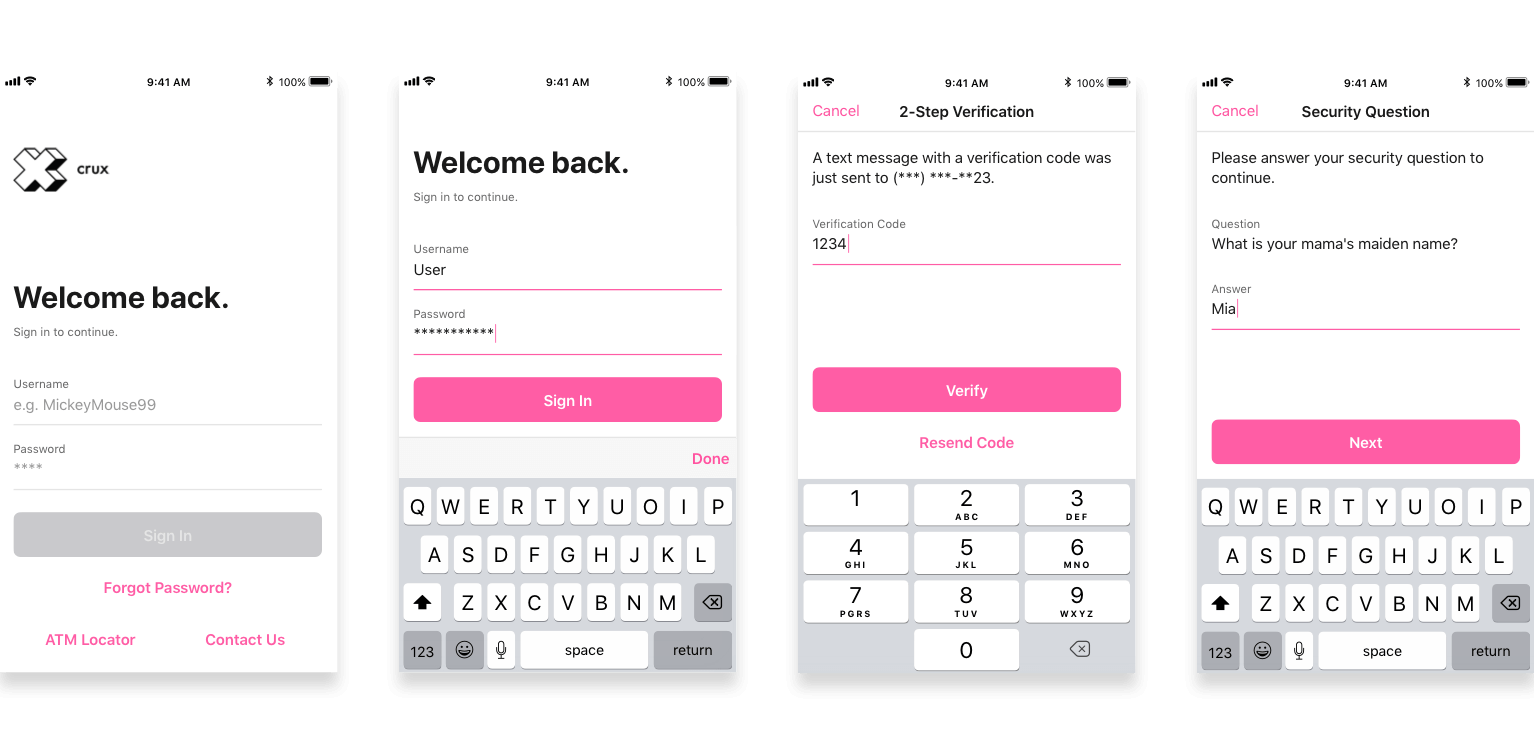 9:41 AM
100%
crux
Welcome back.
Sign in to continue.
Username
e.g. MickeyMouse99
Password
****
Sign In
Forgot Password?
ATM Locator Contact Us
9:41 AM
100%
Welcome back.
Sign in to continue.
Username
User
Password
***********
Sign In
Done
Q W E R T Y U O I P
A S D F G H J K L
Z X C V B N M
123 space return
9:41 AM
100%
Cancel 2-Step Verification
A text message with a verification code was
just sent to (***) ***-**23.
Verification Code
1234
Verify
Resend Code
1 2 3
ABC DEF
4 5 6
GHI JKL MNO
7 8 9
PQRS TUV WXYZ
0
9:41 AM
100%
Cancel Security Question
Please answer your security question to
continue.
Question
What is your mama's maiden name?
Answer
Mia
Next
Q W E R T Y U O I P
A S D F G H J K L
Z X C V B N M
123 space return